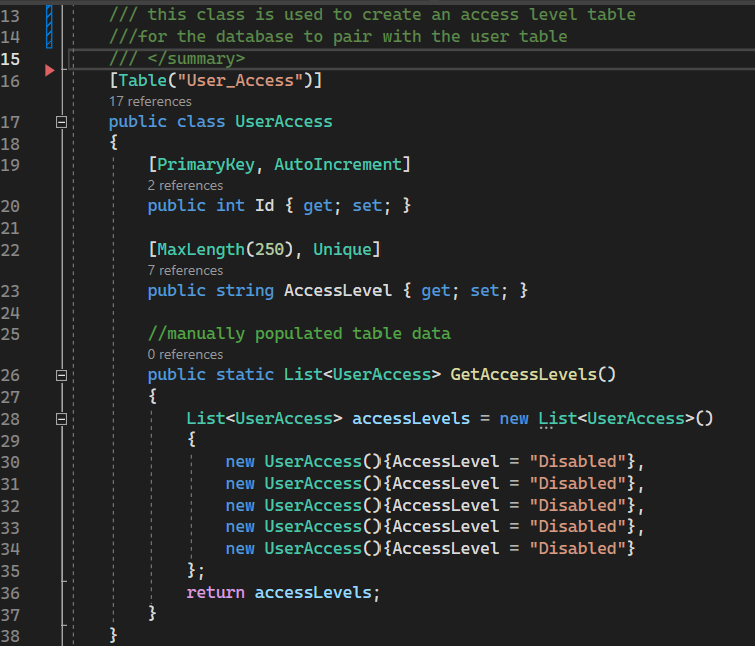 13 /// this class is used to create an access level table
14 ///for the database to pair with the user table
15 /// </summary>
16 [Table("User_Access")]
17 references
17 public class UserAccess
18 {
19 [PrimaryKey, AutoIncrement]
2 references
20 public int Id { get; set; }
21
22 [MaxLength(250), Unique]
7 references
23 public string AccessLevel { get; set; }
24
25 //manually populated table data
0 references
26 public static List<UserAccess> GetAccessLevels()
27 {
28 List<UserAccess> accessLevels = new List<UserAccess>()
29 {
30 new UserAccess(){AccessLevel = "Disabled"},
31 new UserAccess(){AccessLevel = "Disabled"},
32 new UserAccess(){AccessLevel = "Disabled"},
33 new UserAccess(){AccessLevel = "Disabled"},
34 new UserAccess(){AccessLevel = "Disabled"}
35 };
36 return accessLevels;
37 }
38 }